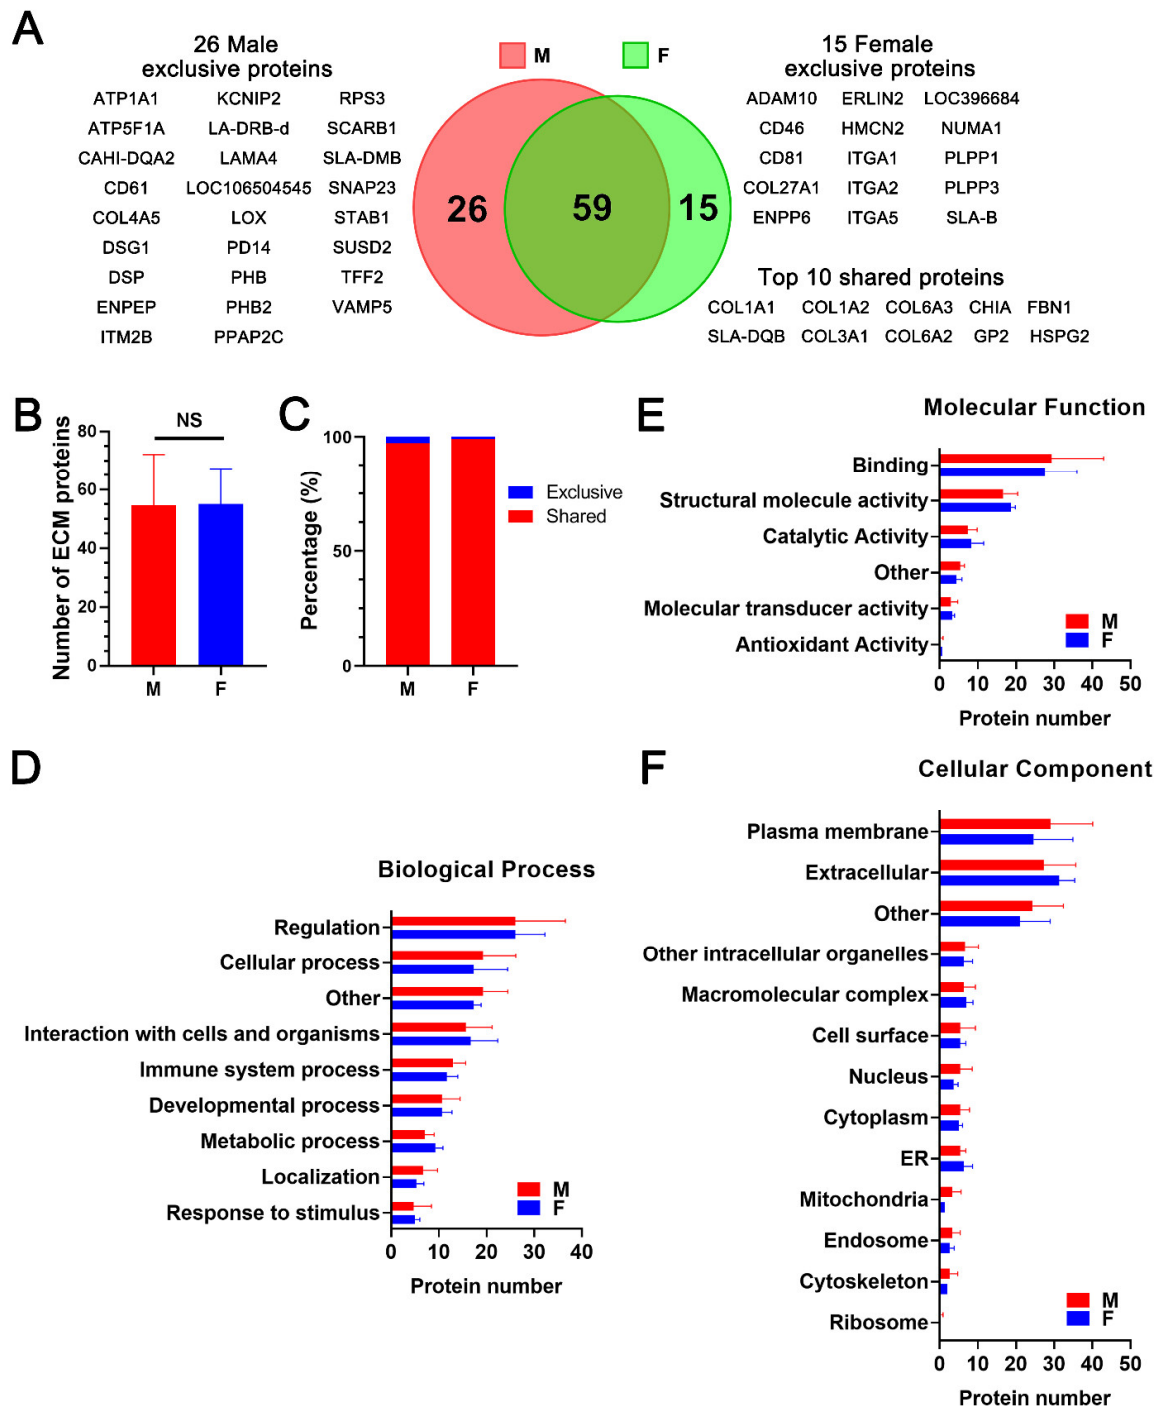 A
26 Male
exclusive proteins
M
F
15 Female
exclusive proteins
ATP1A1 KCNIP2 RPS3
ATP5F1A LA-DRB-d SCARB1
CAHI-DQA2 LAMA4 SLA-DMB
CD61 LOC106504545 SNAP23
COL4A5 LOX STAB1
DSG1 PD14 SUSD2
DSP PHB TFF2
ENPEP PHB2 VAMP5
ITM2B PPAP2C
26
59
15
ADAM10 ERLIN2 LOC396684
CD46 HMCN2 NUMA1
CD81 ITGA1 PLPP1
COL27A1 ITGA2 PLPP3
ENPP6 ITGA5 SLA-B
Top 10 shared proteins
COL1A1 COL1A2 COL6A3 CHIA FBN1
SLA-DQB COL3A1 COL6A2 GP2 HSPG2
B
Number of ECM proteins
80
60
40
20
0
NS
M F
C
Percentage (%)
100
50
0
M F
Exclusive
Shared
E
Molecular Function
Binding
Structural molecule activity
Catalytic Activity
Other
Molecular transducer activity
Antioxidant Activity
M
F
0 10 20 30 40 50
Protein number
D
Biological Process
Regulation
Cellular process
Other
Interaction with cells and organisms
Immune system process
Developmental process
Metabolic process
Localization
Response to stimulus
M
F
0 10 20 30 40
Protein number
F
Cellular Component
Plasma membrane
Extracellular
Other
Other intracellular organelles
Macromolecular complex
Cell surface
Nucleus
Cytoplasm
ER
Mitochondria
Endosome
Cytoskeleton
Ribosome
M
F
0 10 20 30 40 50
Protein number